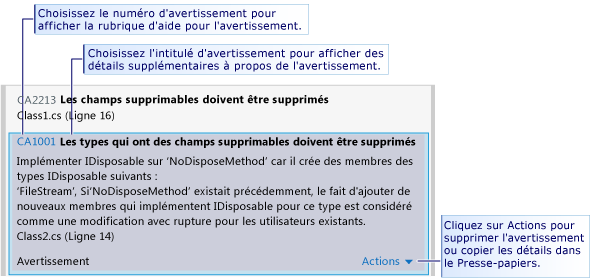 Choisissez le numéro d'avertissement pour
afficher la rubrique d'aide pour l'avertissement.
Choisissez l'intitulé d'avertissement pour afficher des
détails supplémentaires à propos de l'avertissement.
CA2213 Les champs supprimables doivent être supprimés
Class1.cs (Ligne 16)
CA1001 Les types qui ont des champs supprimables doivent être supprimés
Implémenter IDisposable sur ‘NoDisposeMethod’ car il crée des membres des
types IDisposable suivants :
‘FileStream’, Si‘NoDisposeMethod’ existait précédemment, le fait d'ajouter de
nouveaux membres qui implémentent IDisposable pour ce type est considéré
comme une modification avec rupture pour les utilisateurs existants.
Class2.cs (Ligne 14)
Avertissement Actions
Cliquez sur Actions pour
supprimer l'avertissement
ou copier les détails dans
le Presse-papiers.